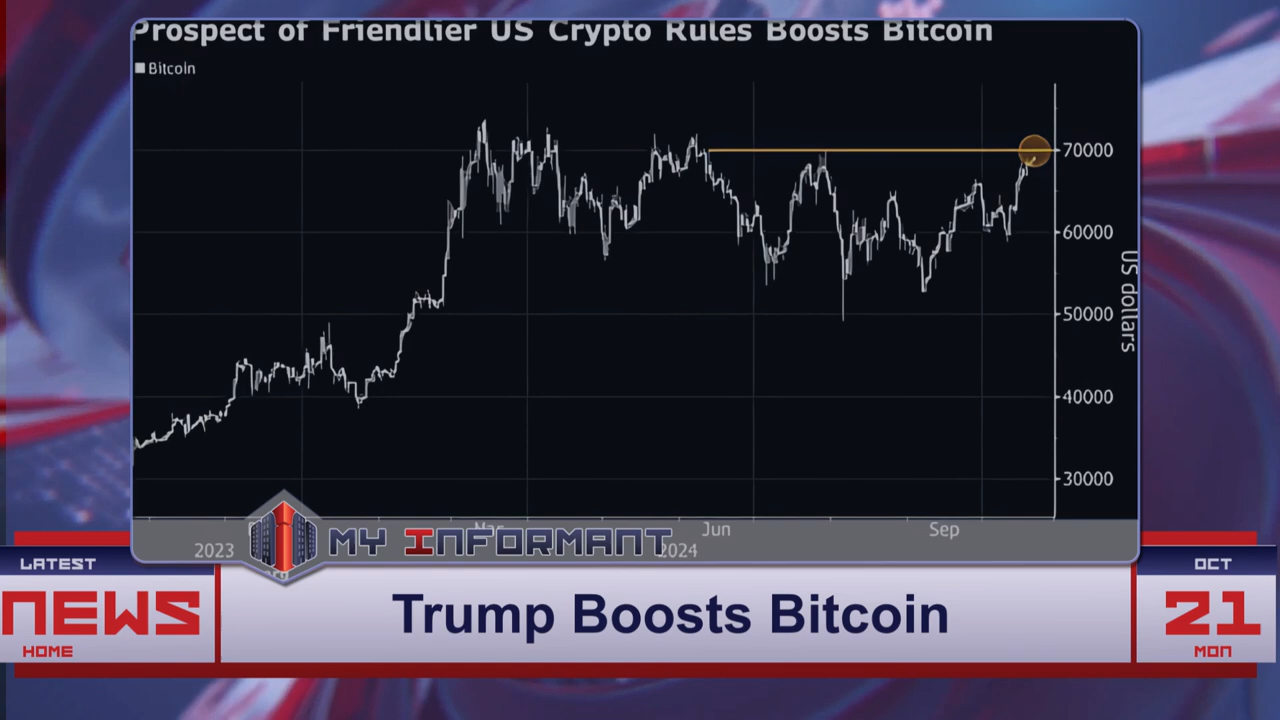 Prospect of Friendlier US Crypto Rules Boosts Bitcoin
Bitcoin
70000
60000
50000
40000
30000
US dollars
Mar
Jun
Sep
2023
2024
MY INFORMANT
LATEST
NEWS
HOME
Trump Boosts Bitcoin
OCT
21
MON